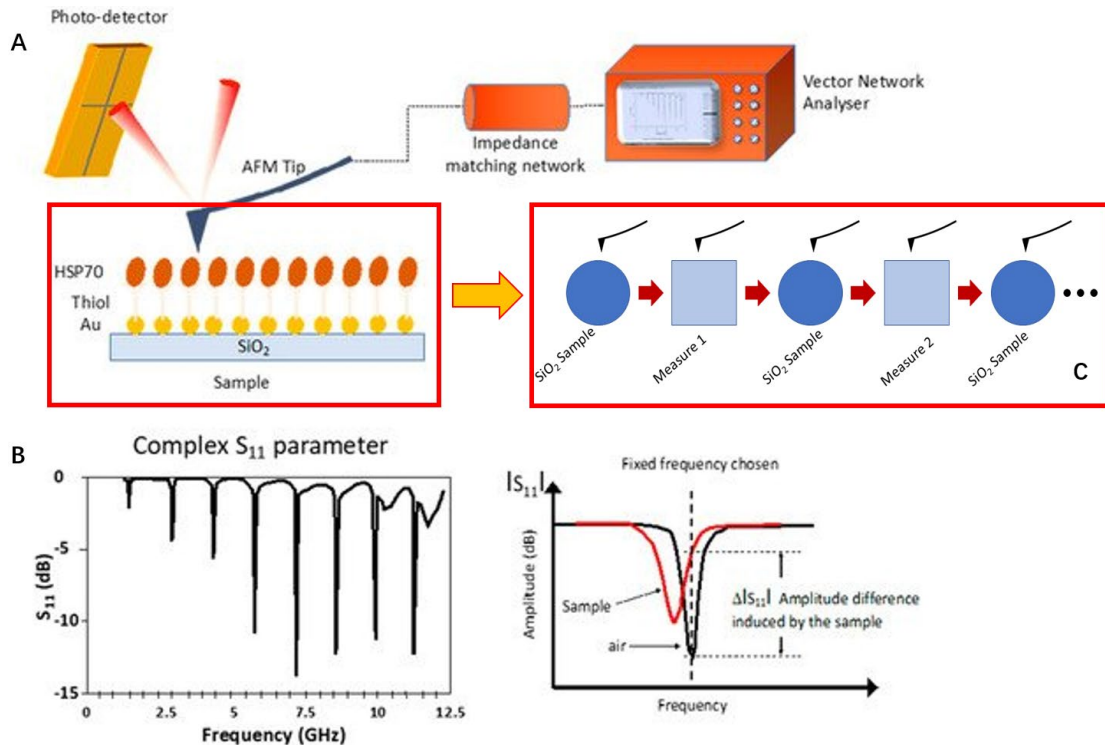 A
Photo-detector
AFM Tip
Impedance
matching network
Vector Network
Analyser
HSP70
Thiol
Au
SiO₂
Sample
SiO₂ Sample
Measure 1
SiO₂ Sample
Measure 2
SiO₂ Sample
•••
C
B
Complex S₁₁ parameter
0
-5
-10
-15
S₁₁ (dB)
0
2.5
5
7.5
10
12.5
Frequency (GHz)
Fixed frequency chosen
|S₁₁|
Amplitude (dB)
Sample
air
Δ|S₁₁| Amplitude difference
induced by the sample
Frequency